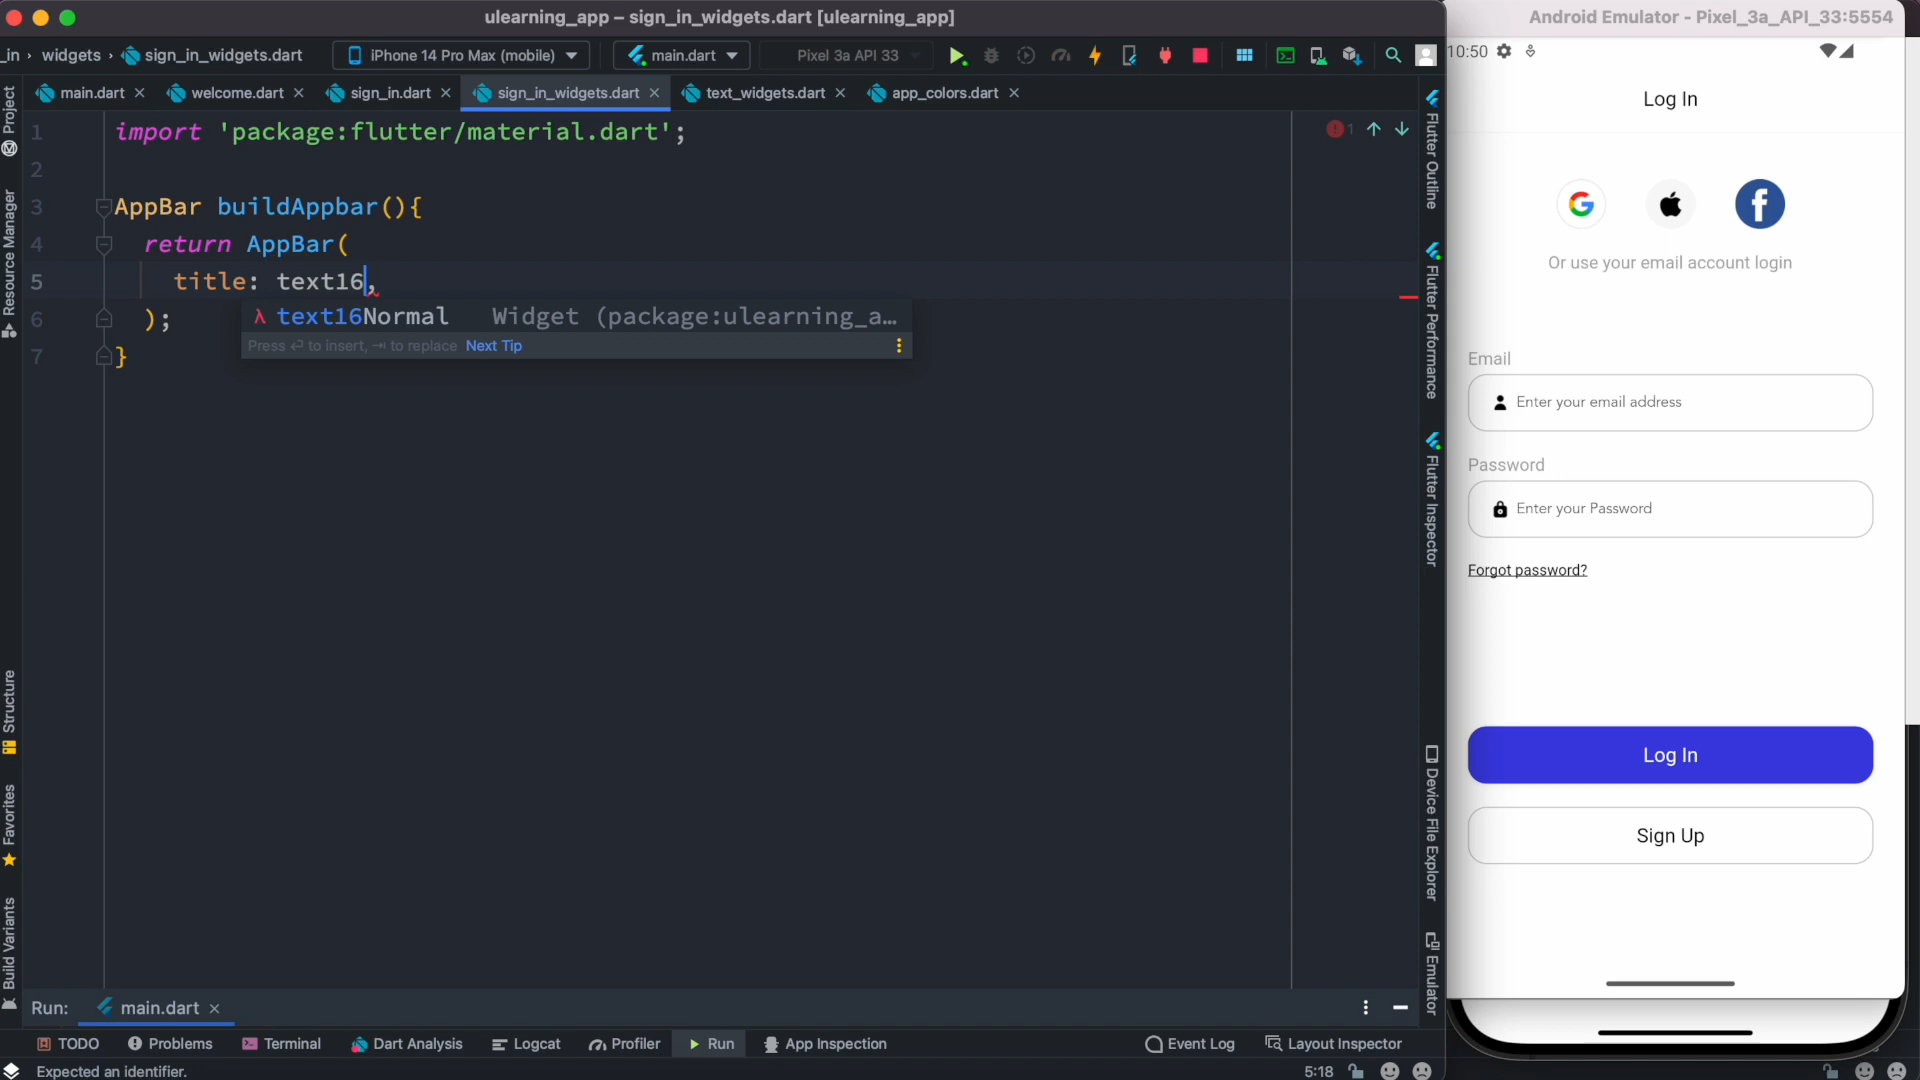 ulearning_app – sign_in_widgets.dart [ulearning_app]
Android Emulator - Pixel_3a_API_33:5554
_in › widgets › sign_in_widgets.dart
iPhone 14 Pro Max (mobile)
main.dart
Pixel 3a API 33
main.dart
welcome.dart
sign_in.dart
sign_in_widgets.dart
text_widgets.dart
app_colors.dart
1 import 'package:flutter/material.dart';
2
3 AppBar buildAppbar(){
4 return AppBar(
5 title: text16,
6 );
7 }
1
text16Normal Widget (package:ulearning_a…
Press ⏎ to insert, ⇥ to replace Next Tip
Project
Resource Manager
Structure
Favorites
Build Variants
Flutter Outline
Flutter Performance
Flutter Inspector
Device File Explorer
Emulator
10:50
Log In
Or use your email account login
Email
Enter your email address
Password
Enter your Password
Forgot password?
Log In
Sign Up
Run:
main.dart
TODO
Problems
Terminal
Dart Analysis
Logcat
Profiler
Run
App Inspection
Event Log
Layout Inspector
Expected an identifier.
5:18